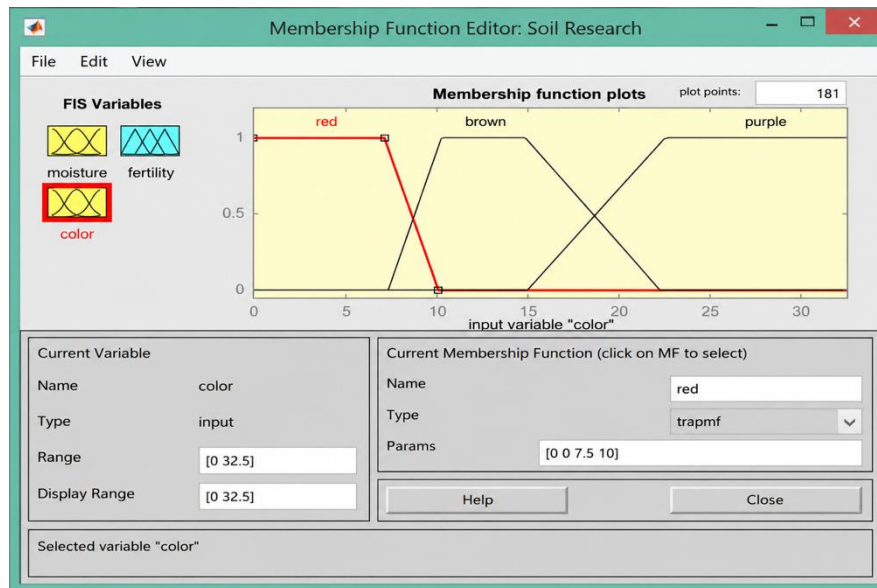 Membership Function Editor: Soil Research
File Edit View
FIS Variables
moisture fertility
color
Membership function plots plot points: 181
red brown purple
1
0.5
0
0 5 10 15 20 25 30
input variable "color"
Current Variable
Name color
Type input
Range [0 32.5]
Display Range [0 32.5]
Current Membership Function (click on MF to select)
Name red
Type trapmf
Params [0 0 7.5 10]
Help Close
Selected variable "color"